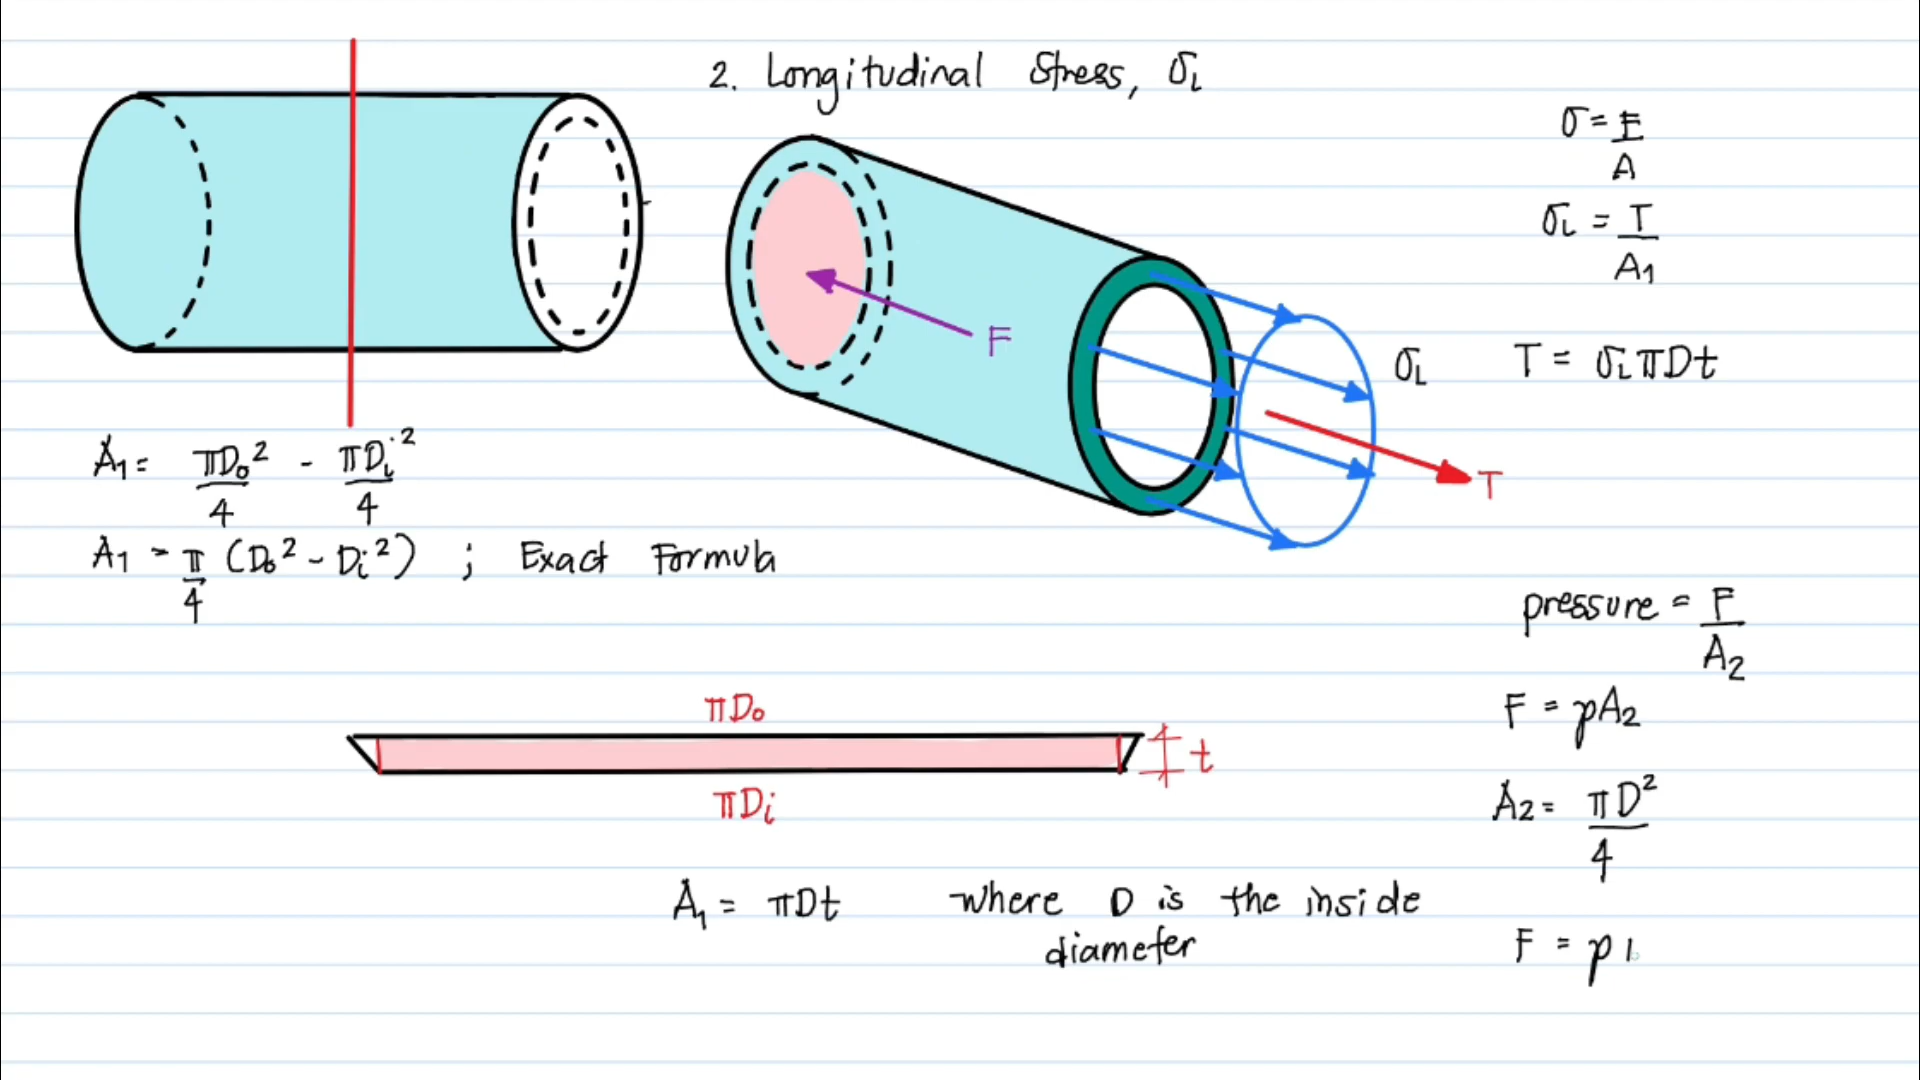 2. Longitudinal Stress, σL
σ = F/A
σL = T/A1
F
σL
T = σLπDt
T
A1 = πDo²/4 - πDi²/4
A1 = π/4 (Do² - Di²) ; Exact Formula
pressure = F/A2
πDo
F = pA2
t
πDi
A2 = πD²/4
A1 = πDt where D is the inside
diameter
F = p